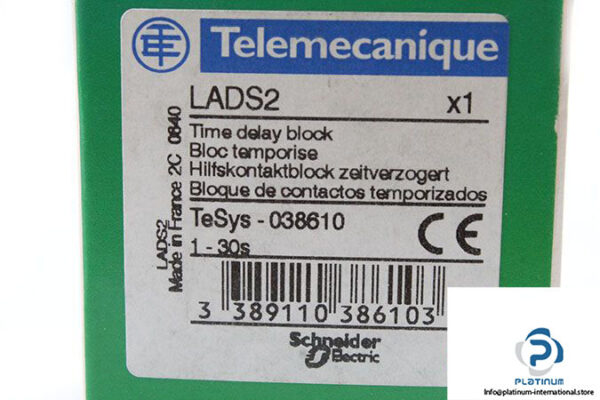 Telemecanique
LADS2 x1
Time delay block
Bloc temporise
Hilfskontaktblock zeitverzogert
Bloque de contactos temporizados
TeSys - 038610
1 - 30s
CE
3 389110 386103
Schneider
Electric
LADS2
Made in France 2C 0640
PLATINUM
info@platinum-international.store